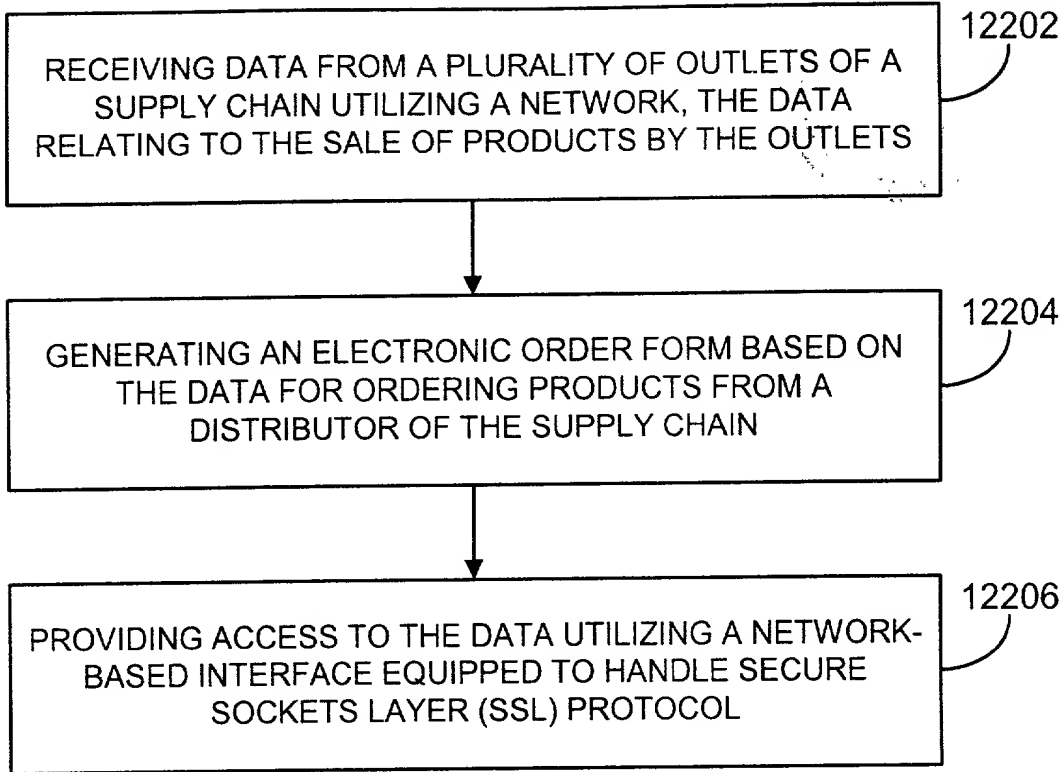 12202
RECEIVING DATA FROM A PLURALITY OF OUTLETS OF A
SUPPLY CHAIN UTILIZING A NETWORK, THE DATA
RELATING TO THE SALE OF PRODUCTS BY THE OUTLETS
12204
GENERATING AN ELECTRONIC ORDER FORM BASED ON
THE DATA FOR ORDERING PRODUCTS FROM A
DISTRIBUTOR OF THE SUPPLY CHAIN
12206
PROVIDING ACCESS TO THE DATA UTILIZING A NETWORK-
BASED INTERFACE EQUIPPED TO HANDLE SECURE
SOCKETS LAYER (SSL) PROTOCOL